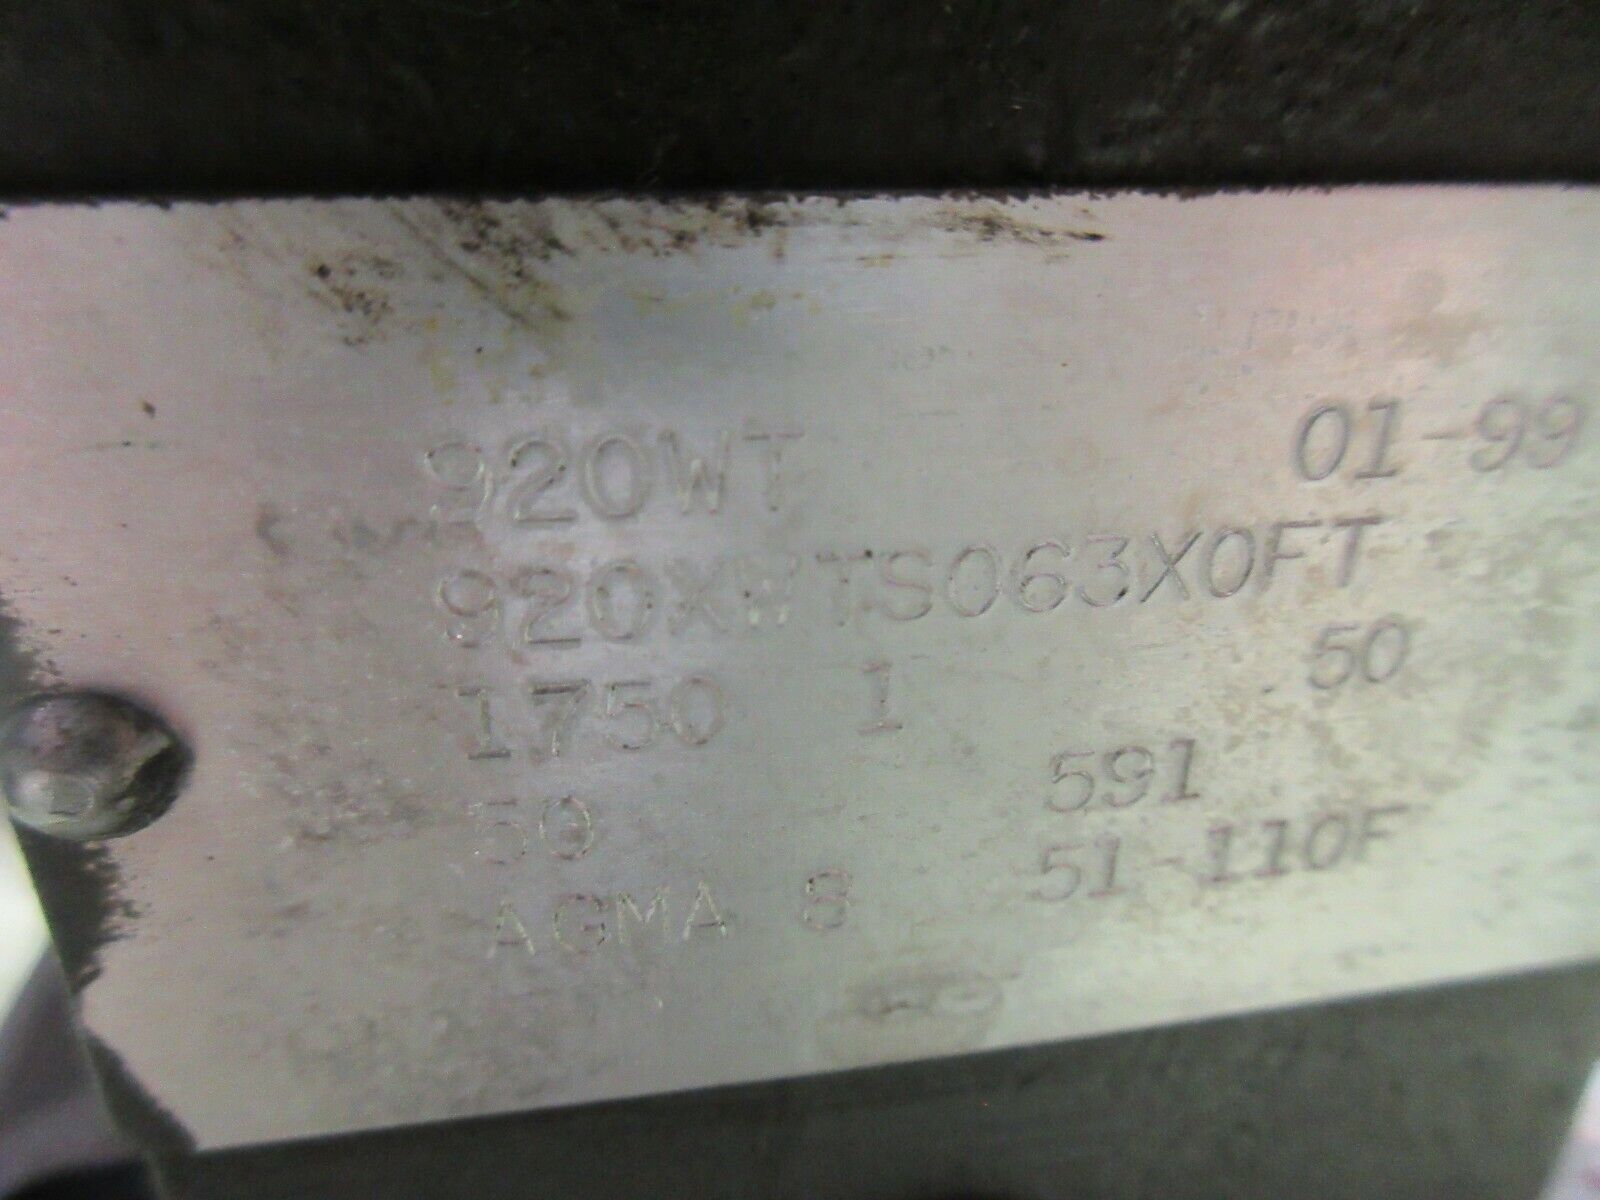 920WT 01-99
920XWTS063X0FT
1750 1 .50
50 591
AGMA 8 51-110F